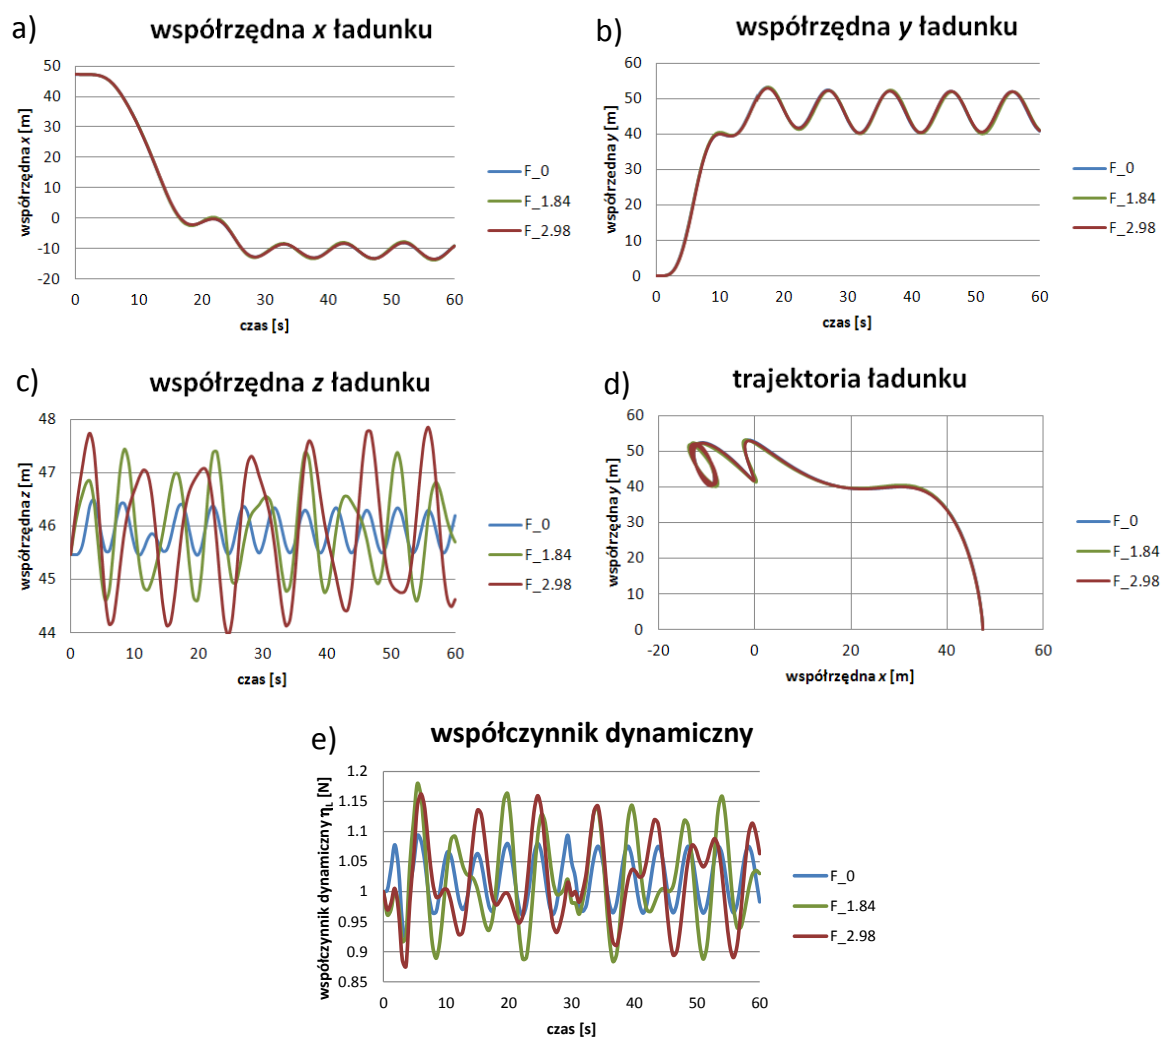 a)
współrzędna x ładunku
współrzędna x [m]
50
40
30
20
10
0
-10
-20
0 10 20 30 40 50 60
czas [s]
F_0
F_1.84
F_2.98
b)
współrzędna y ładunku
współrzedna y [m]
60
50
40
30
20
10
0
0 10 20 30 40 50 60
czas [s]
F_0
F_1.84
F_2.98
c)
współrzędna z ładunku
współrzędna z [m]
48
47
46
45
44
0 10 20 30 40 50 60
czas [s]
F_0
F_1.84
F_2.98
d)
trajektoria ładunku
współrzędna y [m]
60
50
40
30
20
10
0
-20 0 20 40 60
współrzędna x [m]
F_0
F_1.84
F_2.98
e)
współczynnik dynamiczny
współczynnik dynamiczny ηL [N]
1.2
1.15
1.1
1.05
1
0.95
0.9
0.85
0 10 20 30 40 50 60
czas [s]
F_0
F_1.84
F_2.98